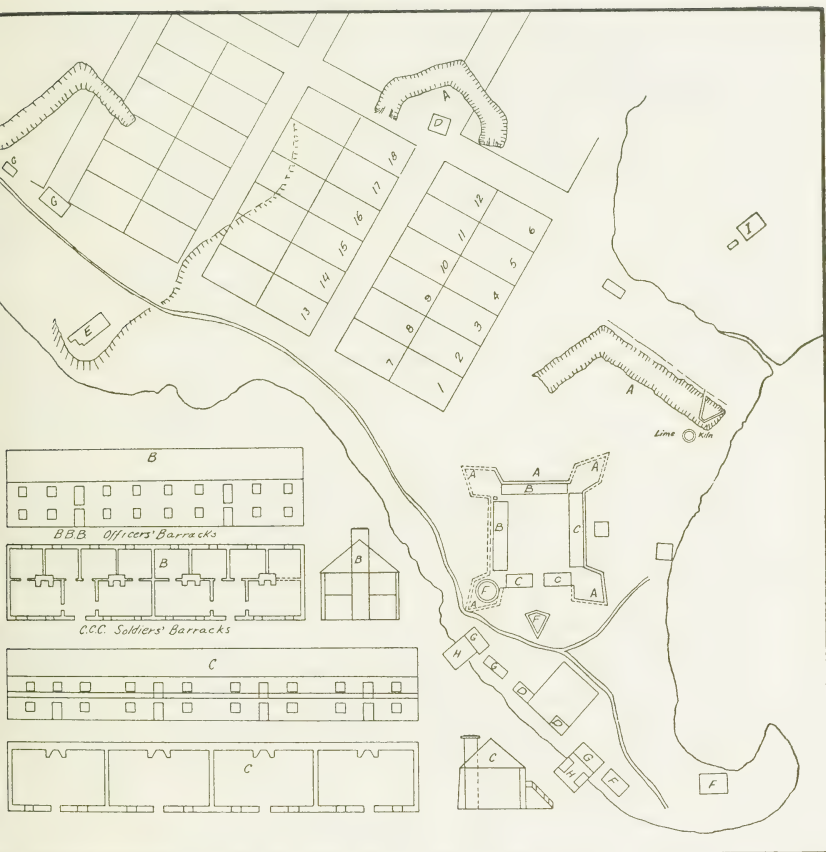 A
D
G
G
I
18
17
16
15
14
13
12
11
10
9
8
7
6
5
4
3
2
1
E
A
Lime Kiln
A
A
A
B
B
C
C
C
F
A
A
F
B
B.B.B. Officers' Barracks
B
B
C.C.C. Soldiers' Barracks
C
C
C
G
H
G
D
D
G
H
F
F